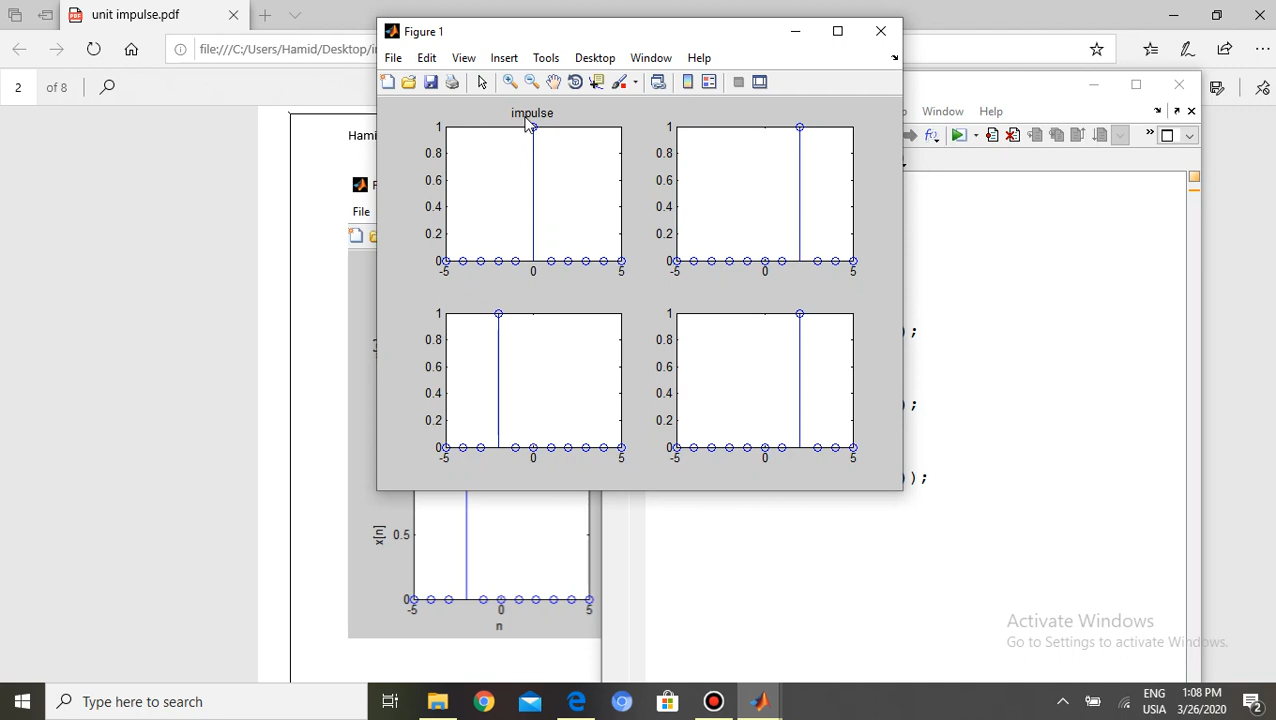 unit impulse.pdf
file:///C:/Users/Hamid/Desktop/i
2 of 8
Hami
File
Figure 1
File Edit View Insert Tools Desktop Window Help
Window Help
impulse
1
0.8
0.6
0.4
0.2
0
-5 0 5
1
0.8
0.6
0.4
0.2
0
-5 0 5
1
0.8
0.6
0.4
0.2
0
-5 0 5
1
0.8
0.6
0.4
0.2
0
-5 0 5
);
);
));
x[n]
0.5
0
-5 0 5
n
Activate Windows
Go to Settings to activate Windows.
Type here to search
ENG
USIA
1:08 PM
3/26/2020
2